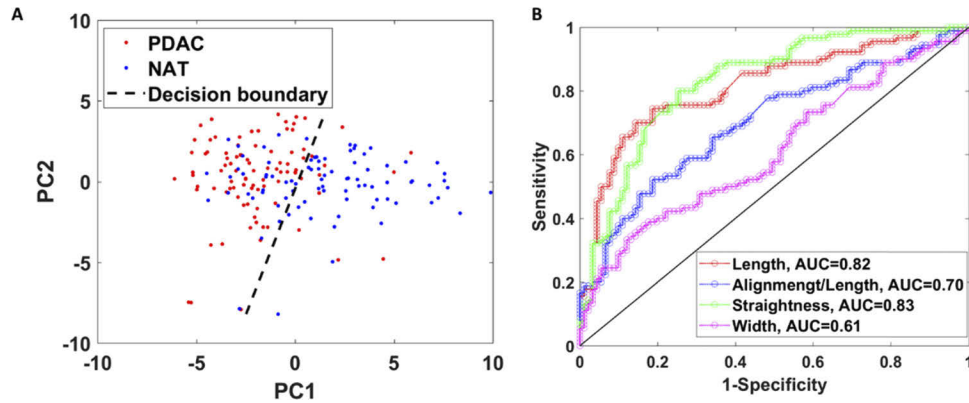 A
PDAC
NAT
Decision boundary
10
5
0
-5
-10
PC2
-10
-5
0
5
10
PC1
B
1
0.8
0.6
0.4
0.2
0
Sensitivity
Length, AUC=0.82
Alignmengt/Length, AUC=0.70
Straightness, AUC=0.83
Width, AUC=0.61
0
0.2
0.4
0.6
0.8
1
1-Specificity